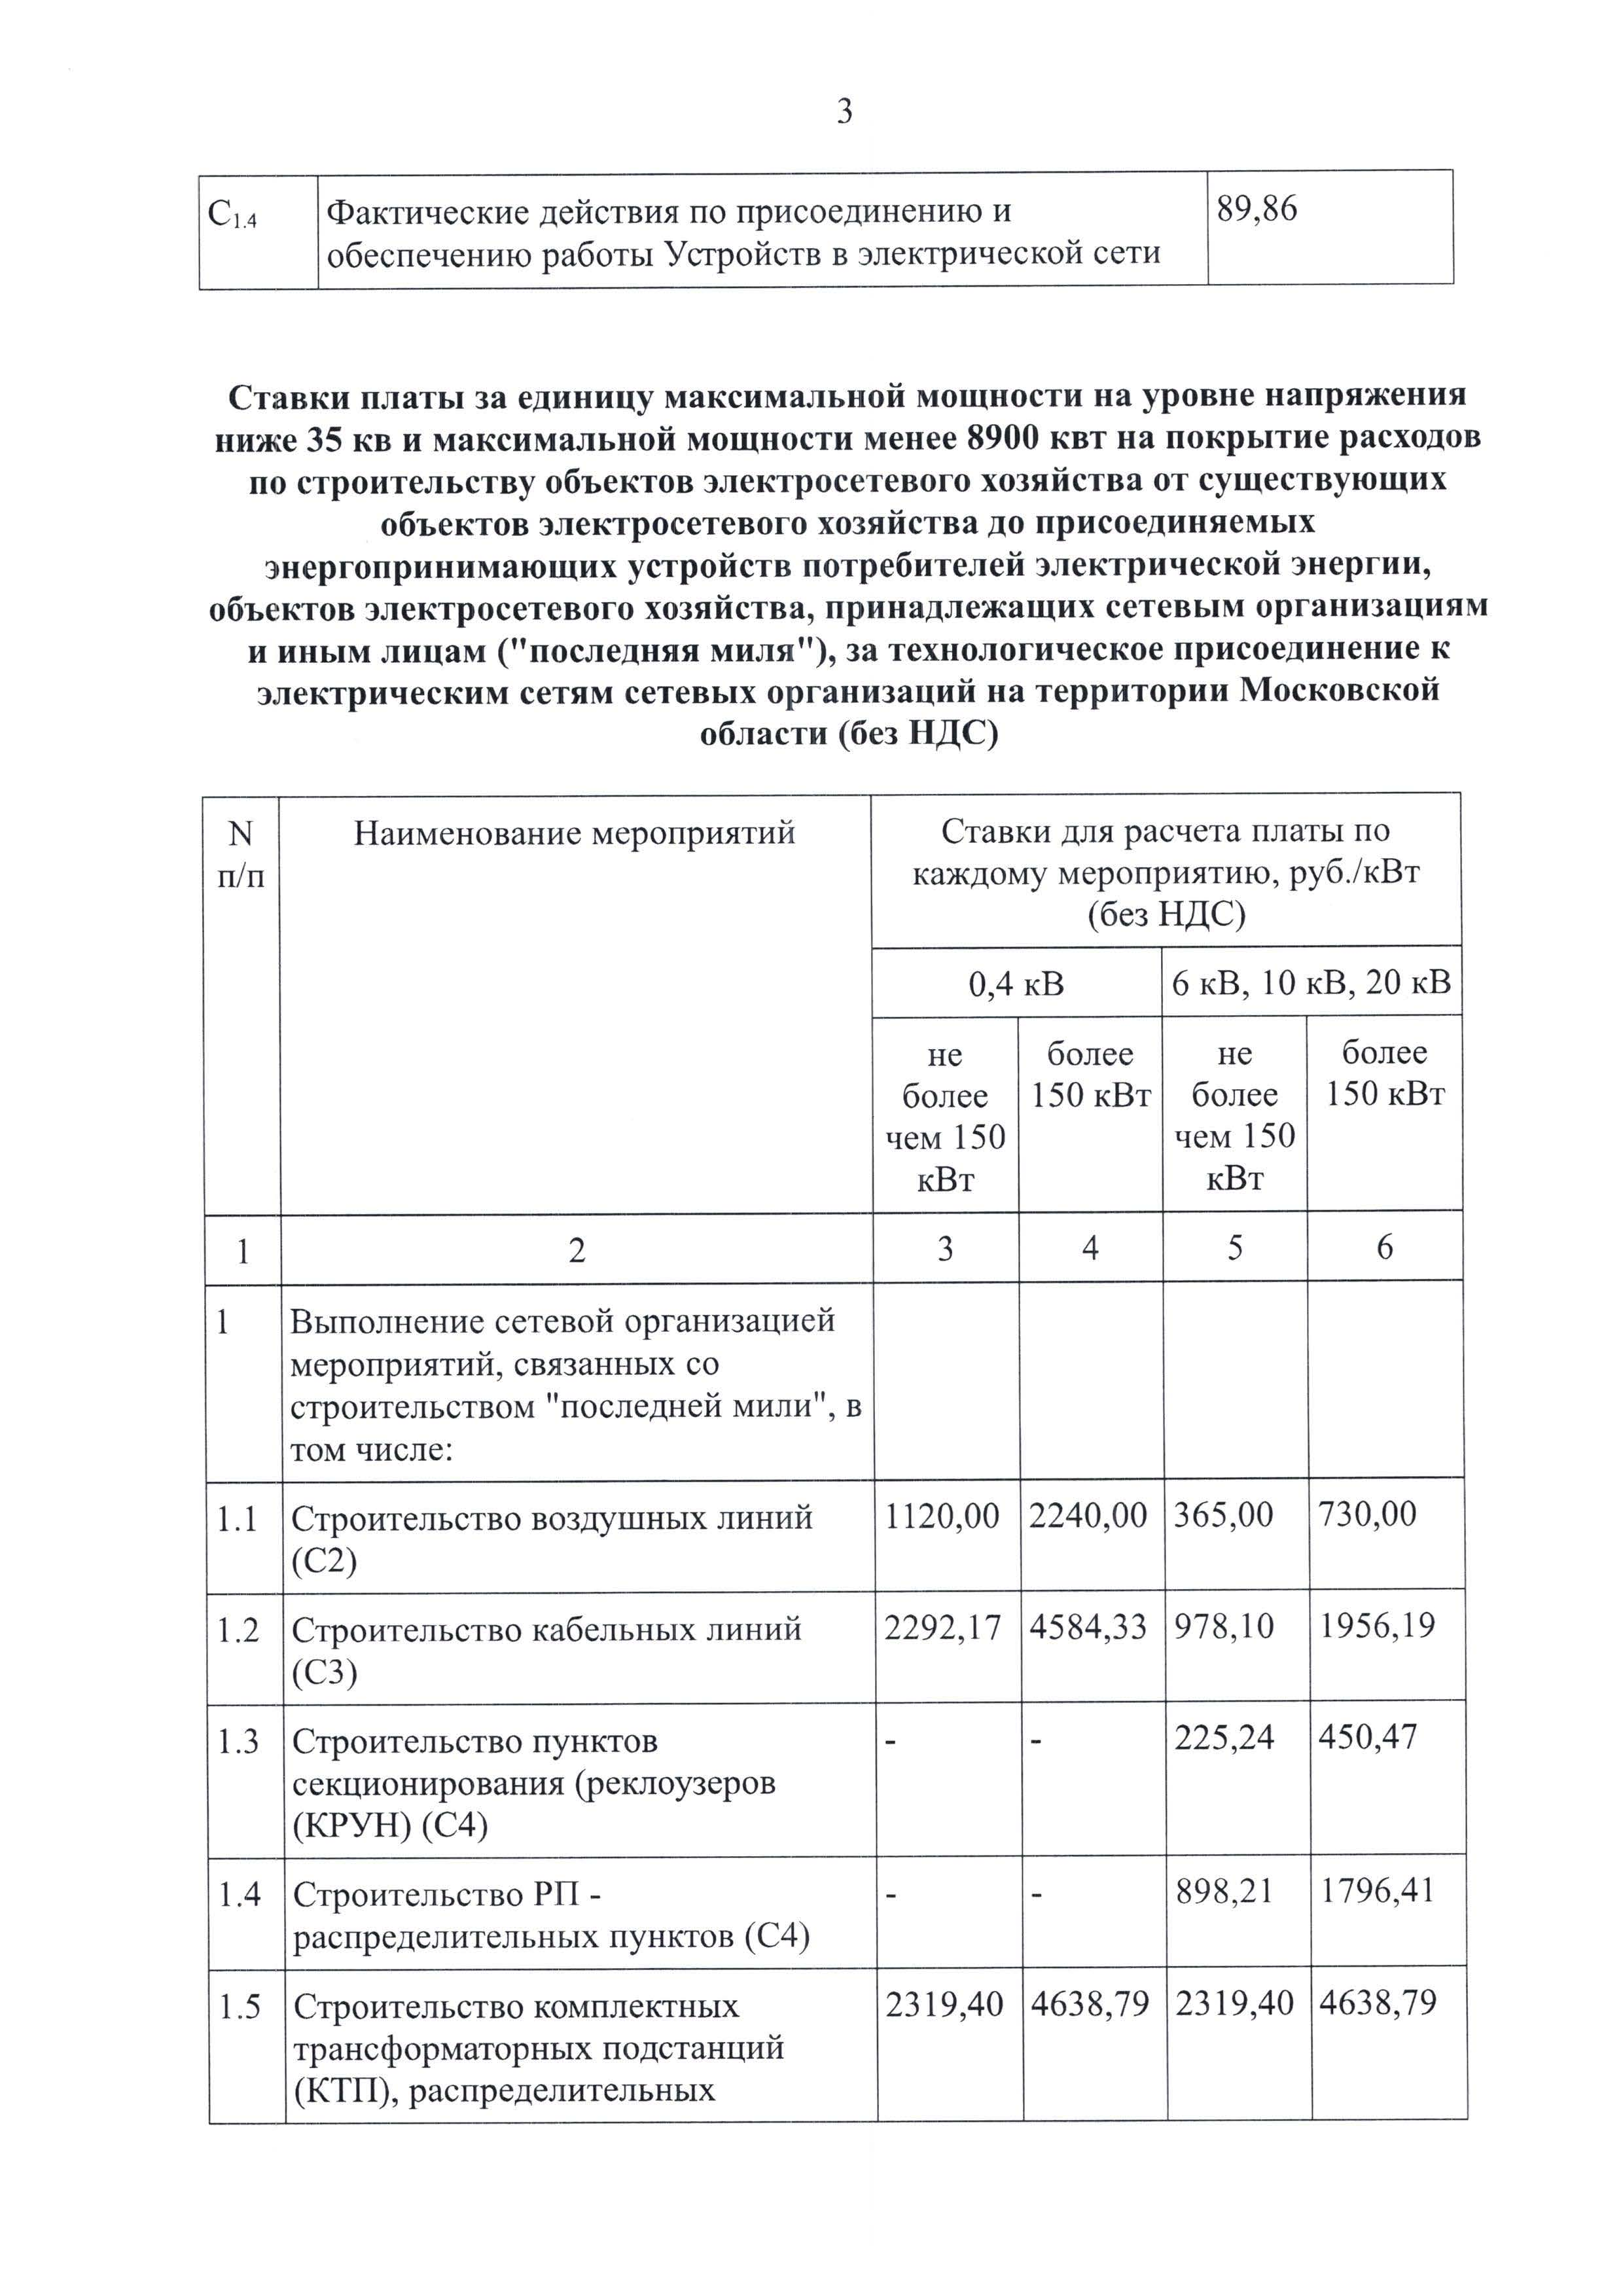 3
С1.4 Фактические действия по присоединению и 89,86
обеспечению работы Устройств в электрической сети
Ставки платы за единицу максимальной мощности на уровне напряжения
ниже 35 кв и максимальной мощности менее 8900 квт на покрытие расходов
по строительству объектов электросетевого хозяйства от существующих
объектов электросетевого хозяйства до присоединяемых
энергопринимающих устройств потребителей электрической энергии,
объектов электросетевого хозяйства, принадлежащих сетевым организациям
и иным лицам ("последняя миля"), за технологическое присоединение к
электрическим сетям сетевых организаций на территории Московской
области (без НДС)
N
п/п
Наименование мероприятий
Ставки для расчета платы по
каждому мероприятию, руб./кВт
(без НДС)
0,4 кВ 6 кВ, 10 кВ, 20 кВ
не
более
чем 150
кВт
более
150 кВт
не
более
чем 150
кВт
более
150 кВт
1 2 3 4 5 6
1 Выполнение сетевой организацией
мероприятий, связанных со
строительством "последней мили", в
том числе:
1.1 Строительство воздушных линий 1120,00 2240,00 365,00 730,00
(С2)
1.2 Строительство кабельных линий 2292,17 4584,33 978,10 1956,19
(С3)
1.3 Строительство пунктов - - 225,24 450,47
секционирования (реклоузеров
(КРУН) (С4)
1.4 Строительство РП - - - 898,21 1796,41
распределительных пунктов (С4)
1.5 Строительство комплектных 2319,40 4638,79 2319,40 4638,79
трансформаторных подстанций
(КТП), распределительных